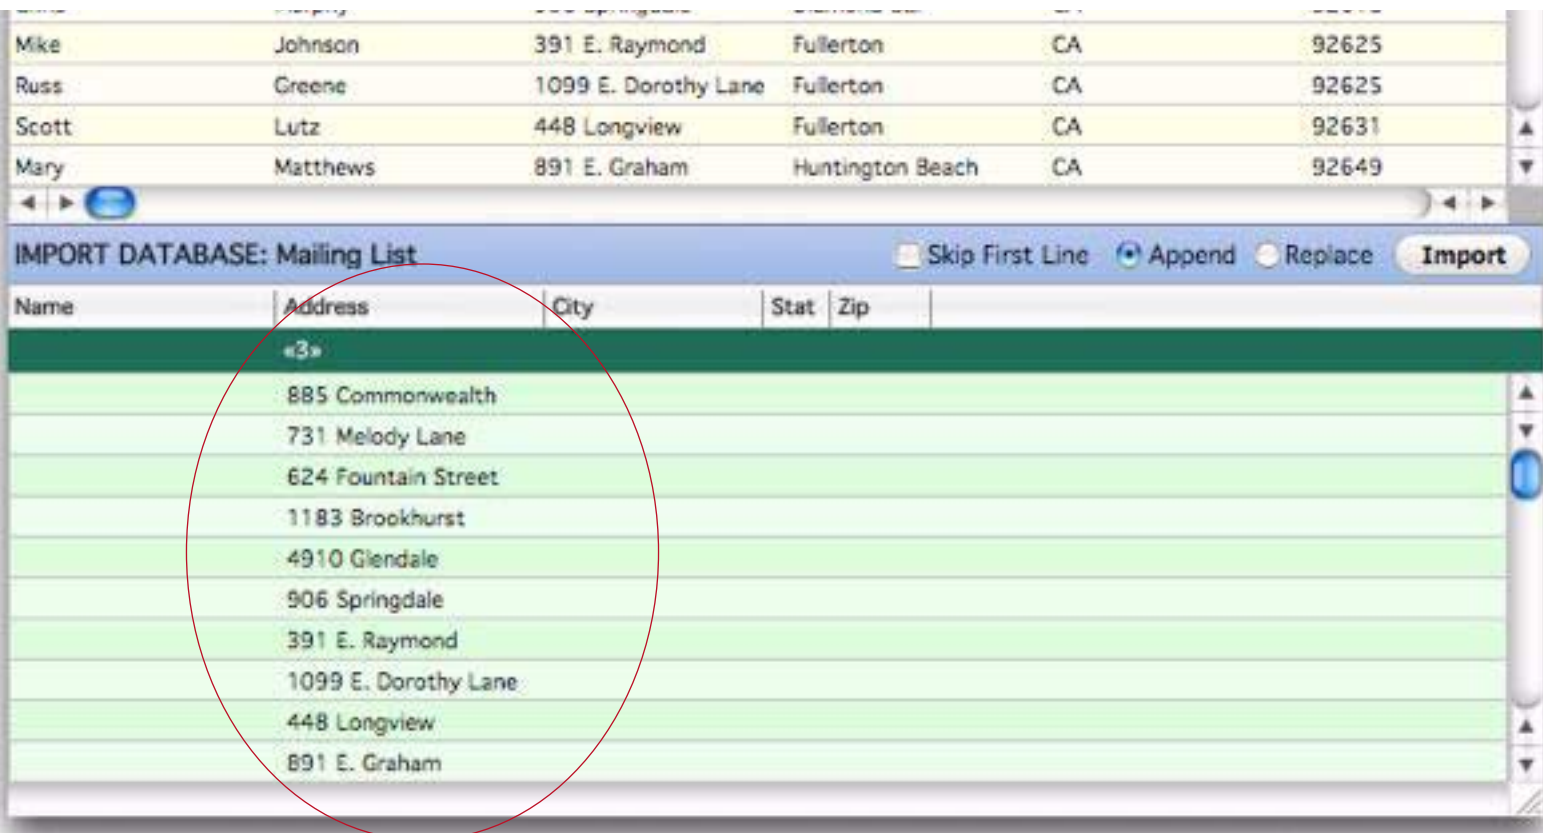 Mike Johnson 391 E. Raymond Fullerton CA 92625
Russ Greene 1099 E. Dorothy Lane Fullerton CA 92625
Scott Lutz 448 Longview Fullerton CA 92631
Mary Matthews 891 E. Graham Huntington Beach CA 92649
IMPORT DATABASE: Mailing List Skip First Line Append Replace Import
Name Address City Stat Zip
«3»
885 Commonwealth
731 Melody Lane
624 Fountain Street
1183 Brookhurst
4910 Glendale
906 Springdale
391 E. Raymond
1099 E. Dorothy Lane
448 Longview
891 E. Graham